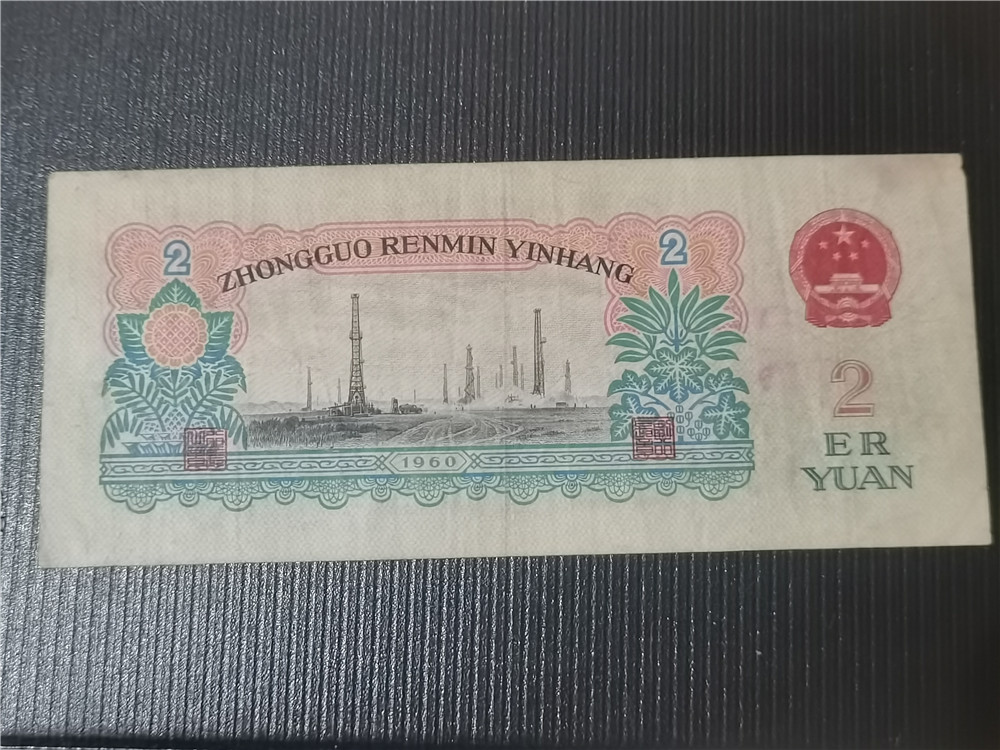 2
ZHONGGUO RENMIN YINHANG
2
1960
2
ER
YUAN